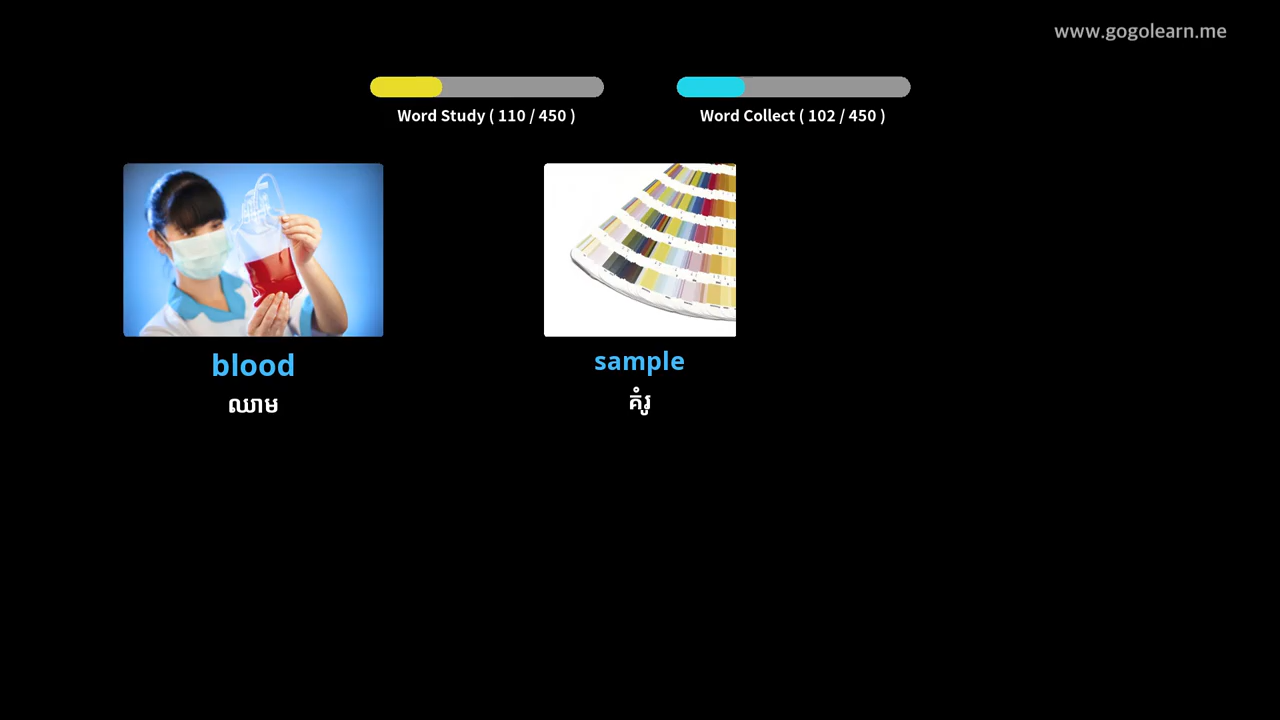 www.gogolearn.me
Word Study ( 110 / 450 )
Word Collect ( 102 / 450 )
blood
ឈាម
sample
គំរូ